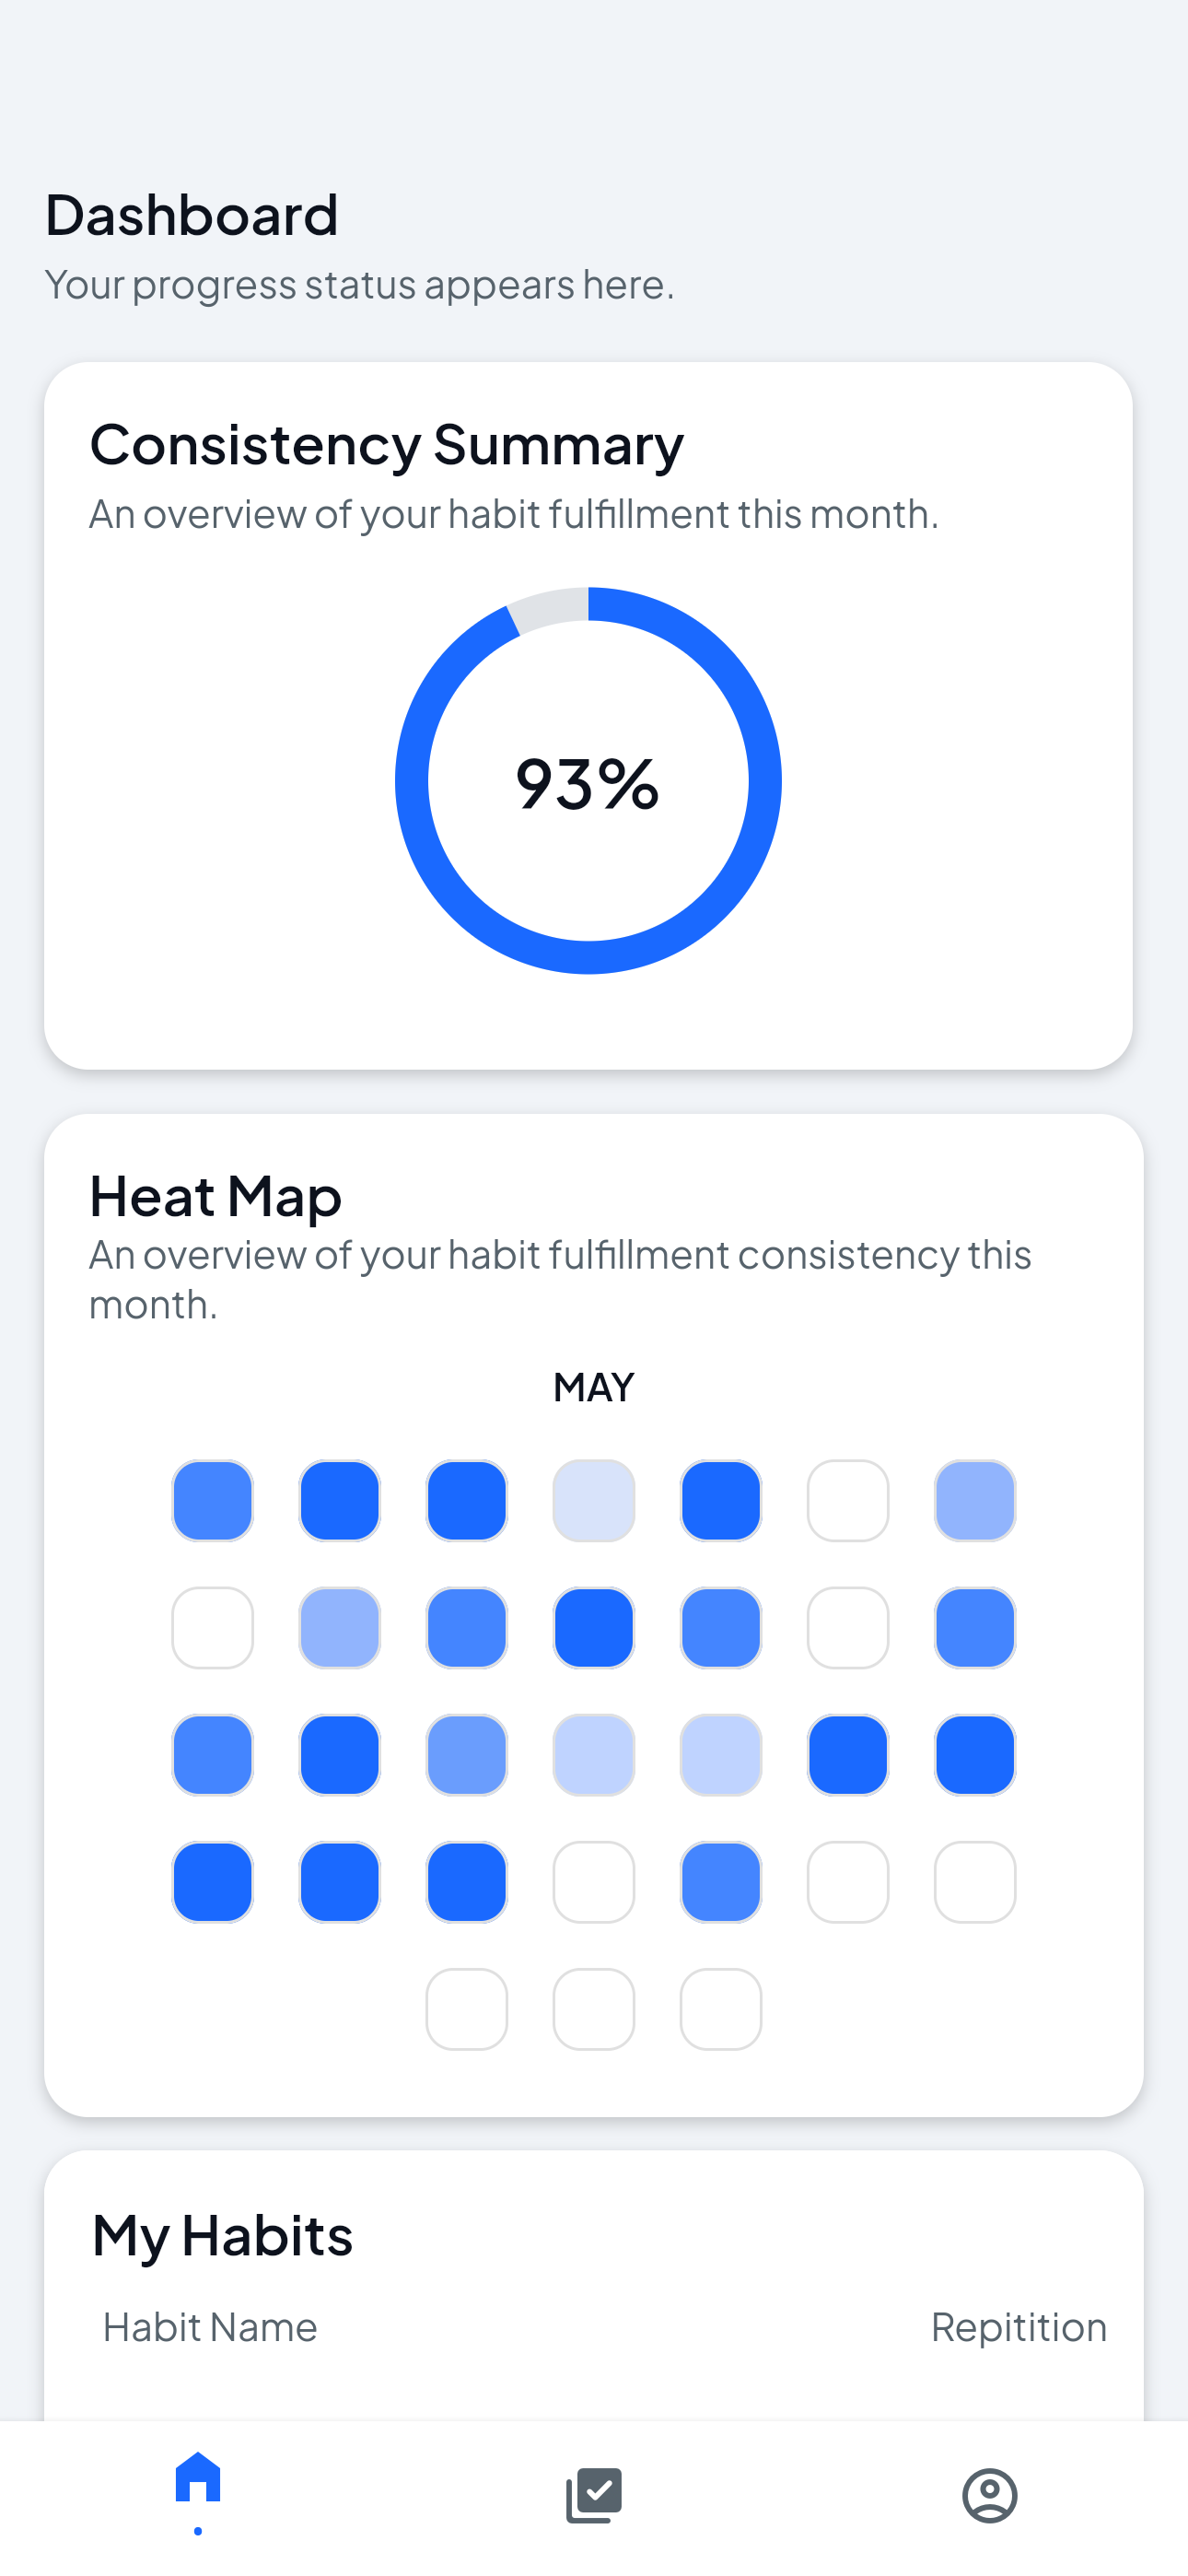 Dashboard
Your progress status appears here.
Consistency Summary
An overview of your habit fulfillment this month.
93%
Heat Map
An overview of your habit fulfillment consistency this
month.
MAY
My Habits
Habit Name
Repitition